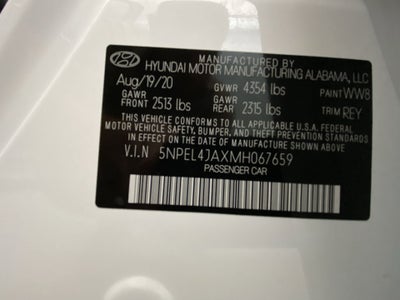 MANUFACTURED BY
HYUNDAI MOTOR MANUFACTURING ALABAMA, LLC
Aug/19/20 GVWR 4354 lbs PAINT WW8
GAWR FRONT 2513 lbs GAWR REAR 2315 lbs TRIM REY
THIS VEHICLE CONFORMS TO ALL APPLICABLE U.S. FEDERAL
MOTOR VEHICLE SAFETY, BUMPER, AND THEFT PREVENTION STANDARDS
IN EFFECT ON THE DATE OF MANUFACTURE SHOWN ABOVE.
V.I.N 5NPEL4JAXMH067659
PASSENGER CAR